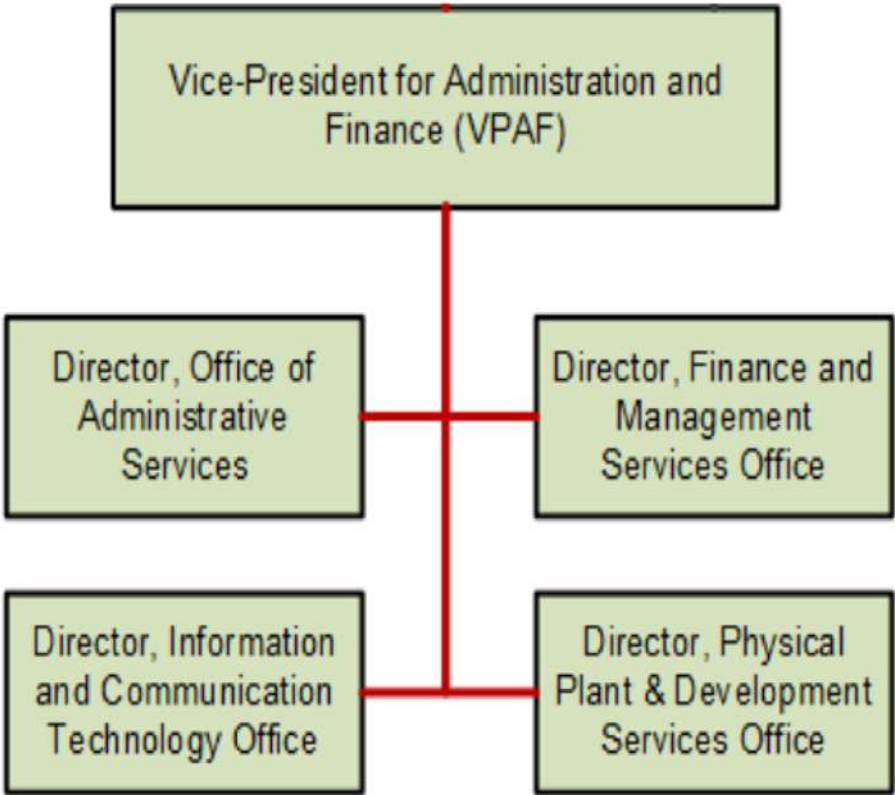 Vice-President for Administration and
Finance (VPAF)
Director, Office of
Administrative
Services
Director, Finance and
Management
Services Office
Director, Information
and Communication
Technology Office
Director, Physical
Plant & Development
Services Office